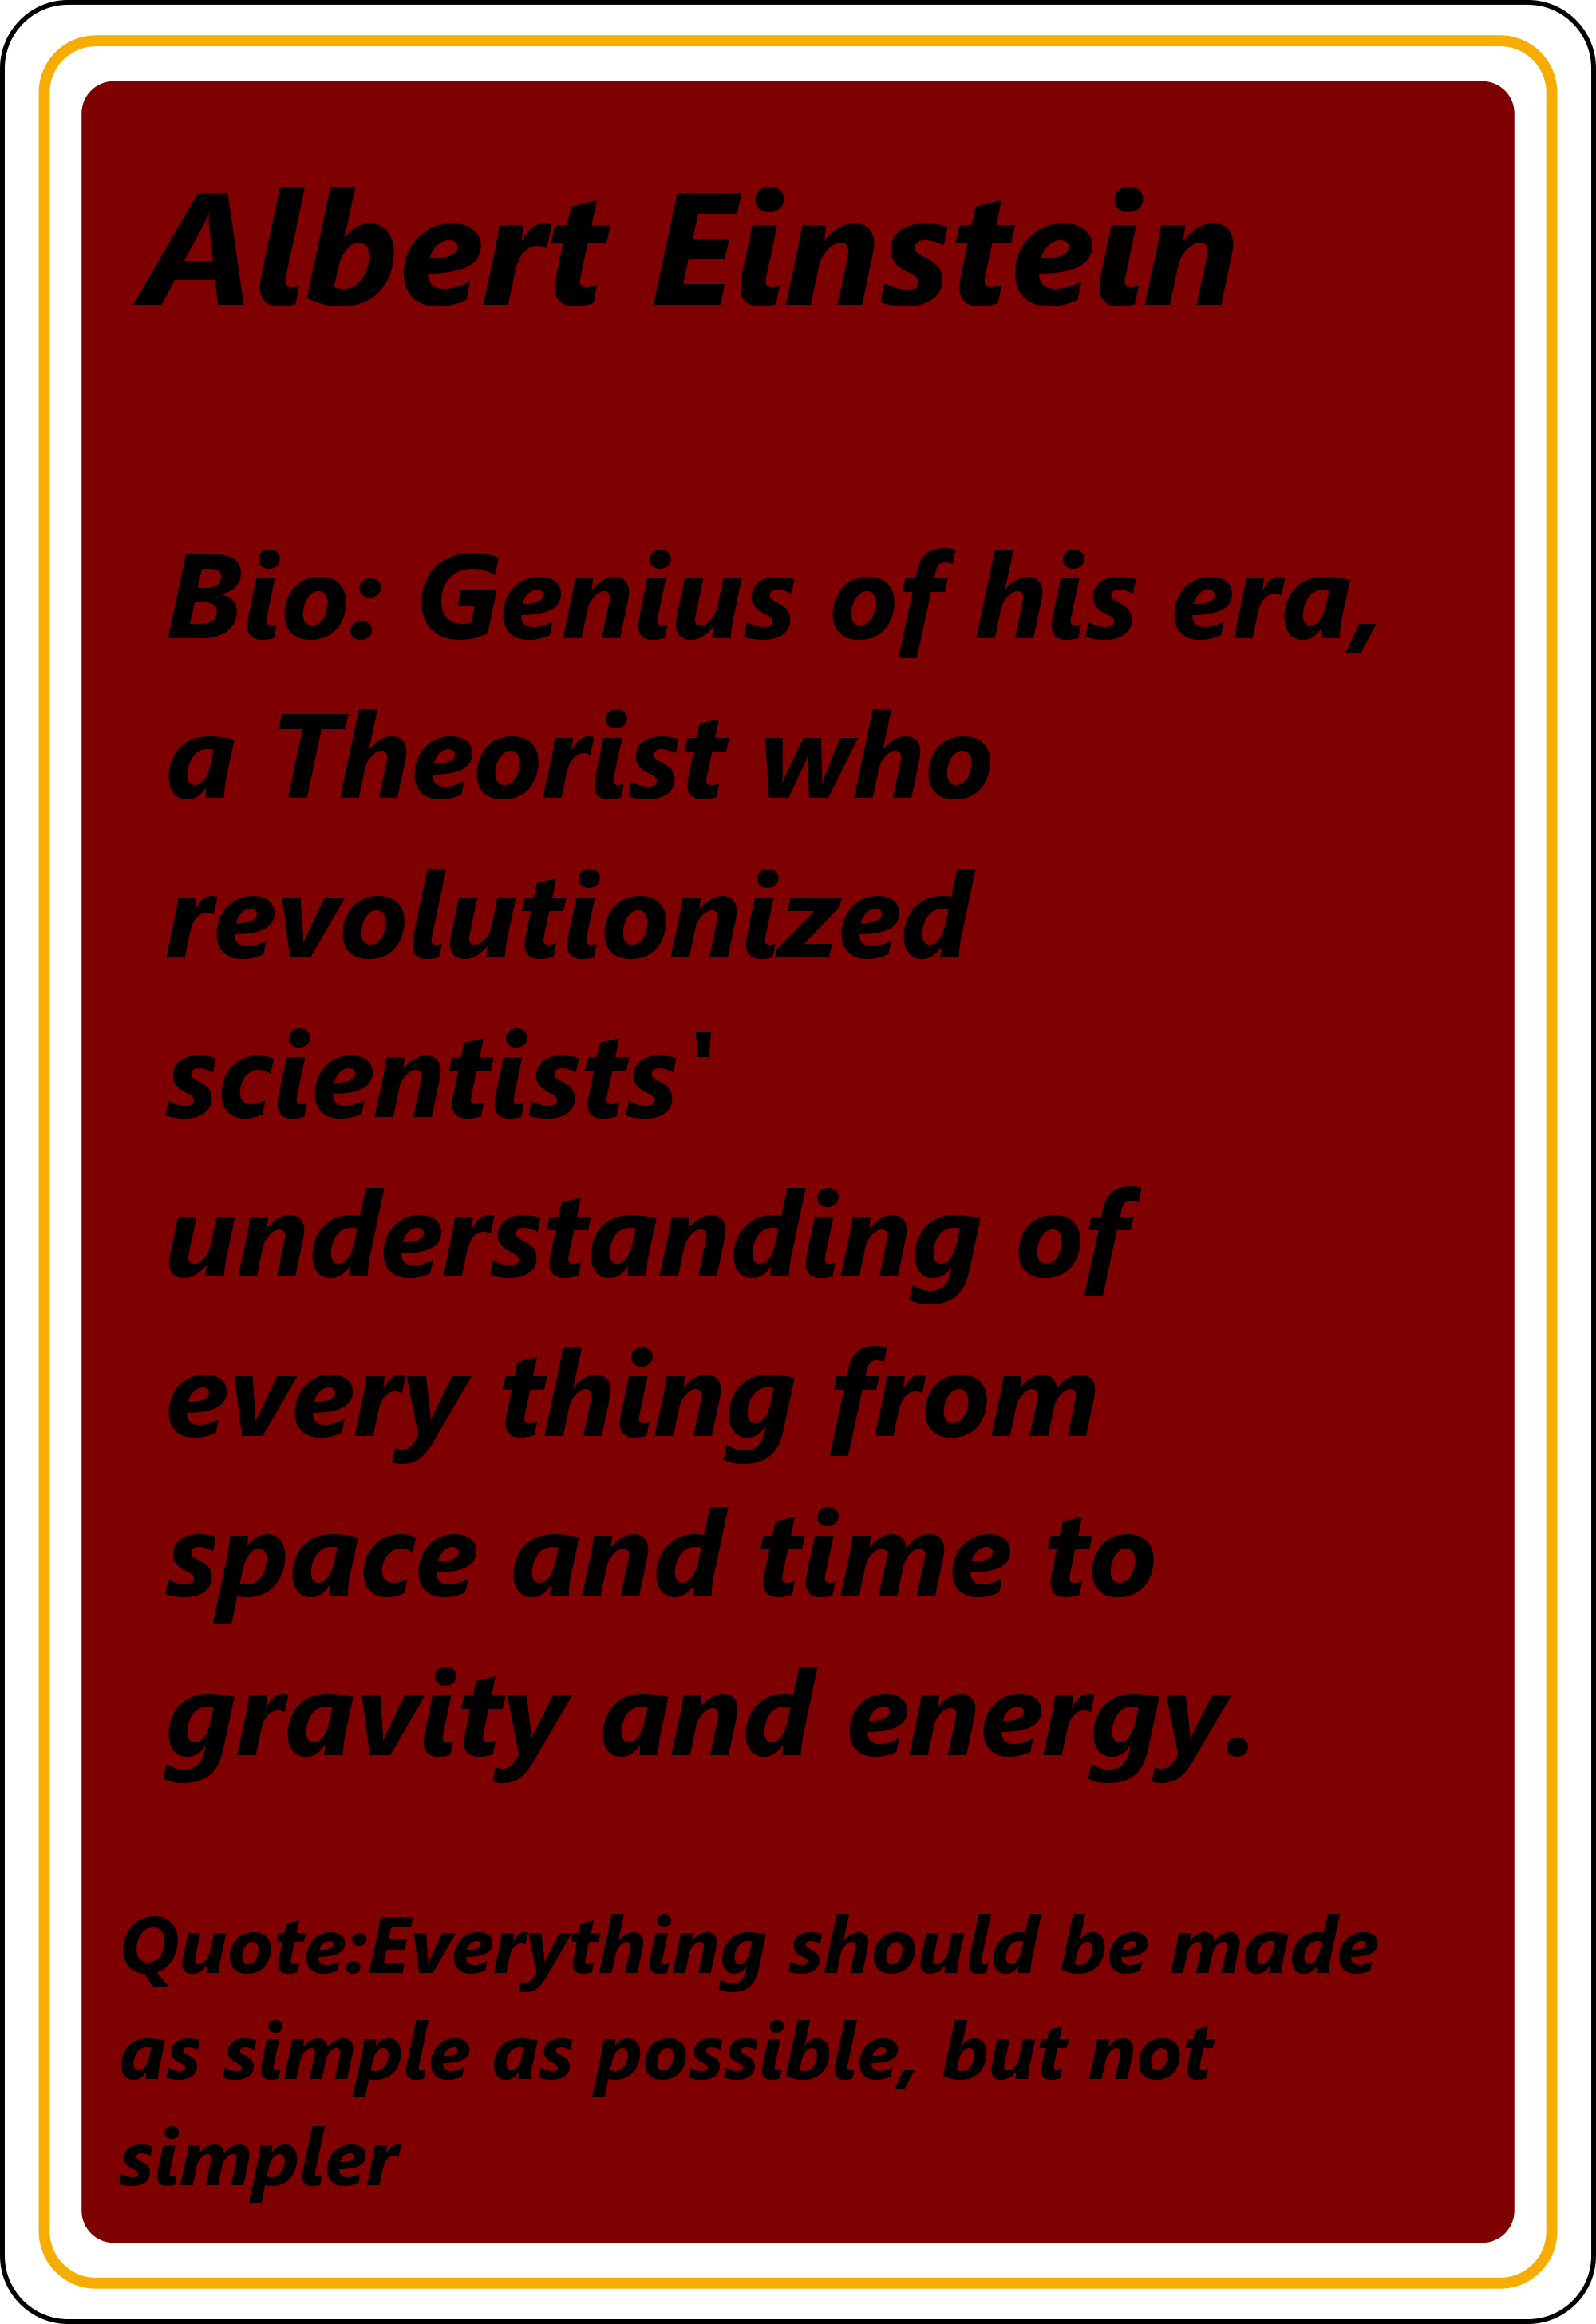 Albert Einstein
Bio: Genius of his era,
a Theorist who
revolutionized
scientists'
understanding of
every thing from
space and time to
gravity and energy.
Quote:Everything should be made
as simple as possible, but not
simpler